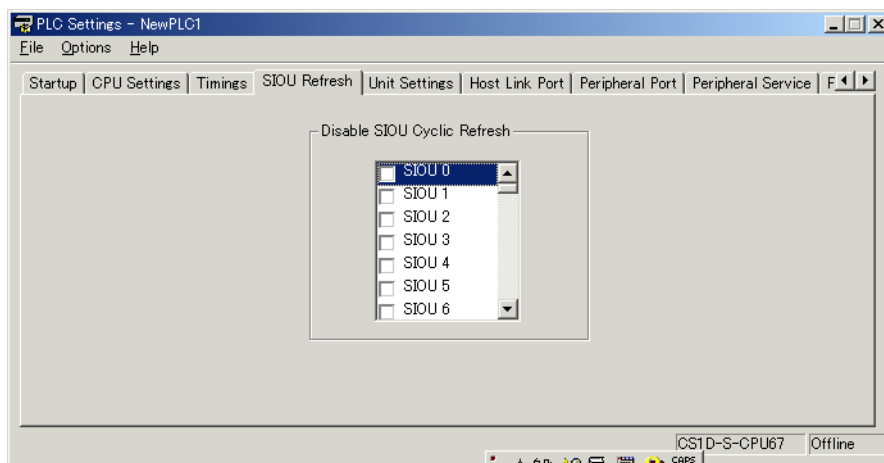 PLC Settings - NewPLC1
File Options Help
Startup CPU Settings Timings SIOU Refresh Unit Settings Host Link Port Peripheral Port Peripheral Service F
Disable SIOU Cyclic Refresh
SIOU 0
SIOU 1
SIOU 2
SIOU 3
SIOU 4
SIOU 5
SIOU 6
CS1D-S-CPU67 Offline
CAPS